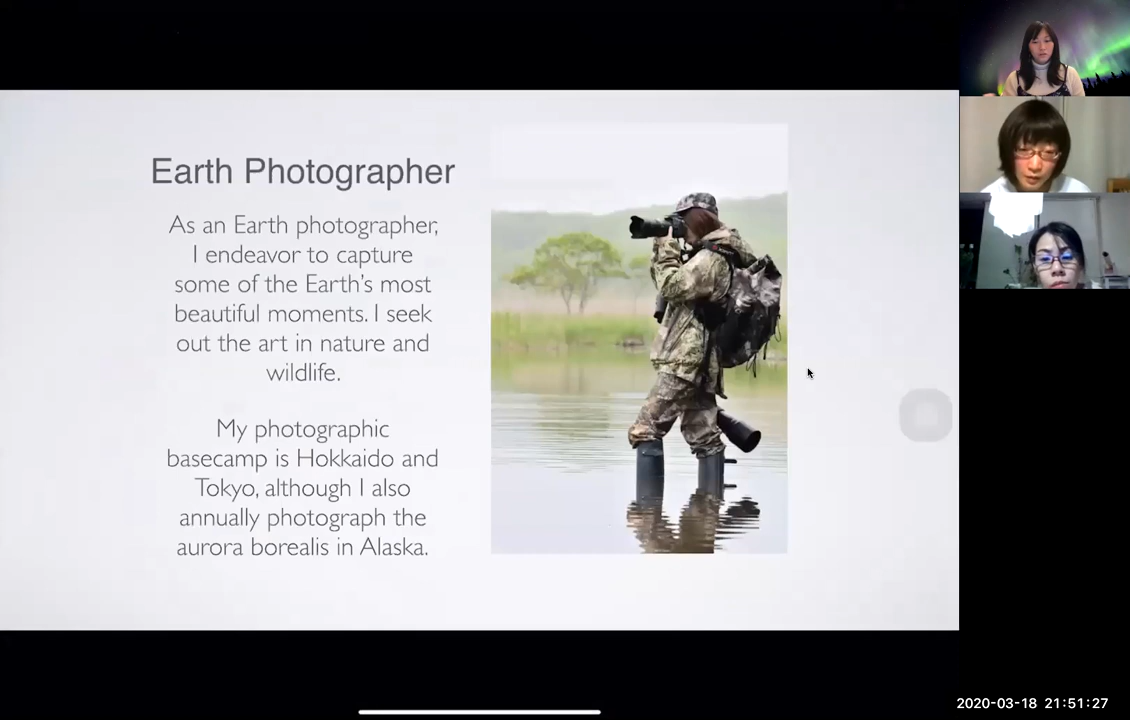 Earth Photographer
As an Earth photographer,
I endeavor to capture
some of the Earth's most
beautiful moments. I seek
out the art in nature and
wildlife.
My photographic
basecamp is Hokkaido and
Tokyo, although I also
annually photograph the
aurora borealis in Alaska.
2020-03-18 21:51:27